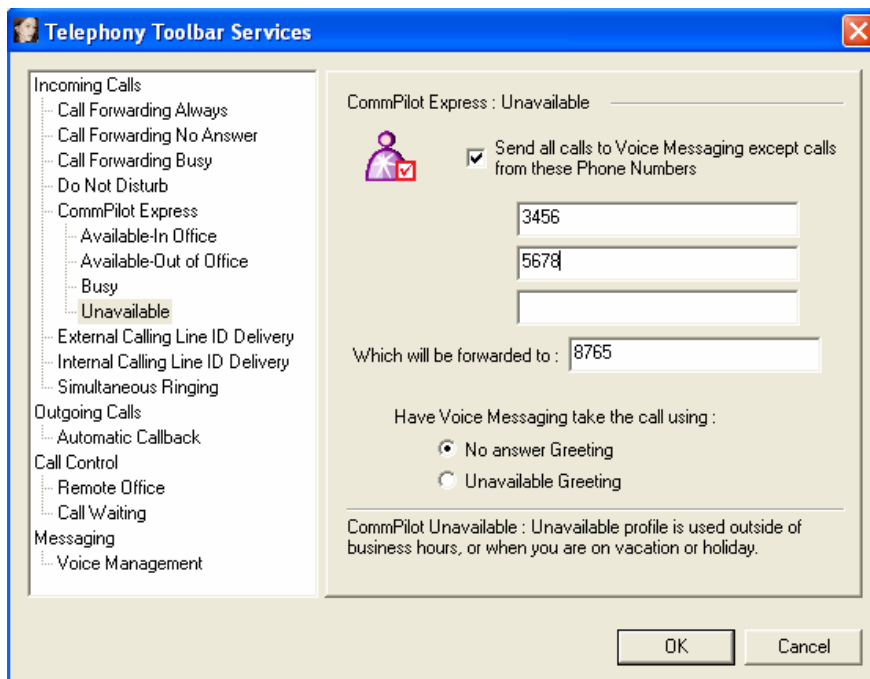 Telephony Toolbar Services
Incoming Calls
Call Forwarding Always
Call Forwarding No Answer
Call Forwarding Busy
Do Not Disturb
CommPilot Express
Available-In Office
Available-Out of Office
Busy
Unavailable
External Calling Line ID Delivery
Internal Calling Line ID Delivery
Simultaneous Ringing
Outgoing Calls
Automatic Callback
Call Control
Remote Office
Call Waiting
Messaging
Voice Management
CommPilot Express : Unavailable
Send all calls to Voice Messaging except calls
from these Phone Numbers
3456
5678
Which will be forwarded to : 8765
Have Voice Messaging take the call using :
No answer Greeting
Unavailable Greeting
CommPilot Unavailable : Unavailable profile is used outside of
business hours, or when you are on vacation or holiday.
OK Cancel